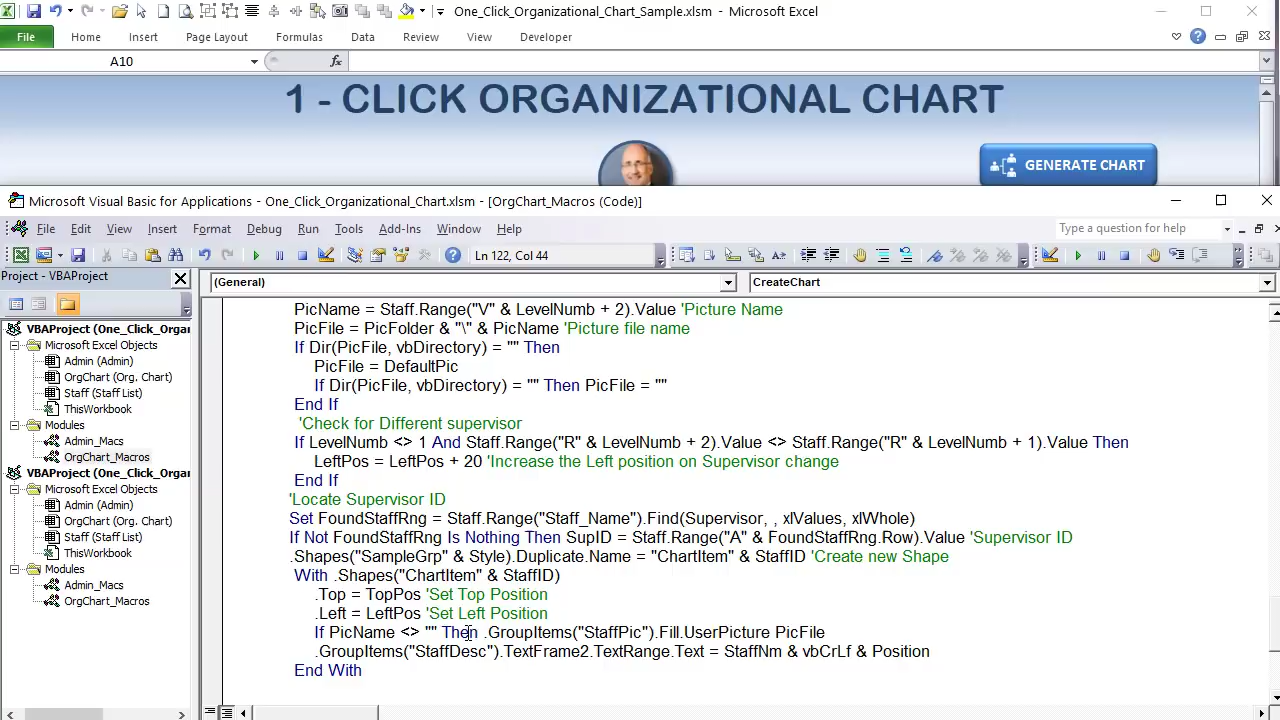 One_Click_Organizational_Chart_Sample.xlsm - Microsoft Excel
File Home Insert Page Layout Formulas Data Review View Developer
A10 fx
1 - CLICK ORGANIZATIONAL CHART
GENERATE CHART
Microsoft Visual Basic for Applications - One_Click_Organizational_Chart.xlsm - [OrgChart_Macros (Code)]
File Edit View Insert Format Debug Run Tools Add-Ins Window Help Type a question for help
Ln 122, Col 44
Project - VBAProject
(General) CreateChart
VBAProject (One_Click_Organ
Microsoft Excel Objects
Admin (Admin)
OrgChart (Org. Chart)
Staff (Staff List)
ThisWorkbook
Modules
Admin_Macs
OrgChart_Macros
VBAProject (One_Click_Organ
Microsoft Excel Objects
Admin (Admin)
OrgChart (Org. Chart)
Staff (Staff List)
ThisWorkbook
Modules
Admin_Macs
OrgChart_Macros
PicName = Staff.Range("V" & LevelNumb + 2).Value 'Picture Name
PicFile = PicFolder & "\" & PicName 'Picture file name
If Dir(PicFile, vbDirectory) = "" Then
PicFile = DefaultPic
If Dir(PicFile, vbDirectory) = "" Then PicFile = ""
End If
'Check for Different supervisor
If LevelNumb <> 1 And Staff.Range("R" & LevelNumb + 2).Value <> Staff.Range("R" & LevelNumb + 1).Value Then
LeftPos = LeftPos + 20 'Increase the Left position on Supervisor change
End If
'Locate Supervisor ID
Set FoundStaffRng = Staff.Range("Staff_Name").Find(Supervisor, , xlValues, xlWhole)
If Not FoundStaffRng Is Nothing Then SupID = Staff.Range("A" & FoundStaffRng.Row).Value 'Supervisor ID
.Shapes("SampleGrp" & Style).Duplicate.Name = "ChartItem" & StaffID 'Create new Shape
With .Shapes("ChartItem" & StaffID)
.Top = TopPos 'Set Top Position
.Left = LeftPos 'Set Left Position
If PicName <> "" Then .GroupItems("StaffPic").Fill.UserPicture PicFile
.GroupItems("StaffDesc").TextFrame2.TextRange.Text = StaffNm & vbCrLf & Position
End With